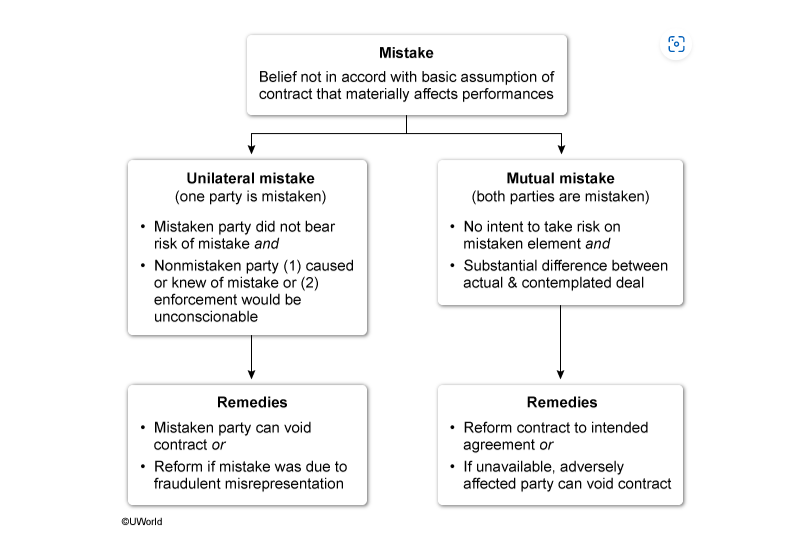 Mistake
Belief not in accord with basic assumption of
contract that materially affects performances
Unilateral mistake
(one party is mistaken)
• Mistaken party did not bear
risk of mistake and
• Nonmistaken party (1) caused
or knew of mistake or (2)
enforcement would be
unconscionable
Mutual mistake
(both parties are mistaken)
• No intent to take risk on
mistaken element and
• Substantial difference between
actual & contemplated deal
Remedies
• Mistaken party can void
contract or
• Reform if mistake was due to
fraudulent misrepresentation
Remedies
• Reform contract to intended
agreement or
• If unavailable, adversely
affected party can void contract
©UWorld